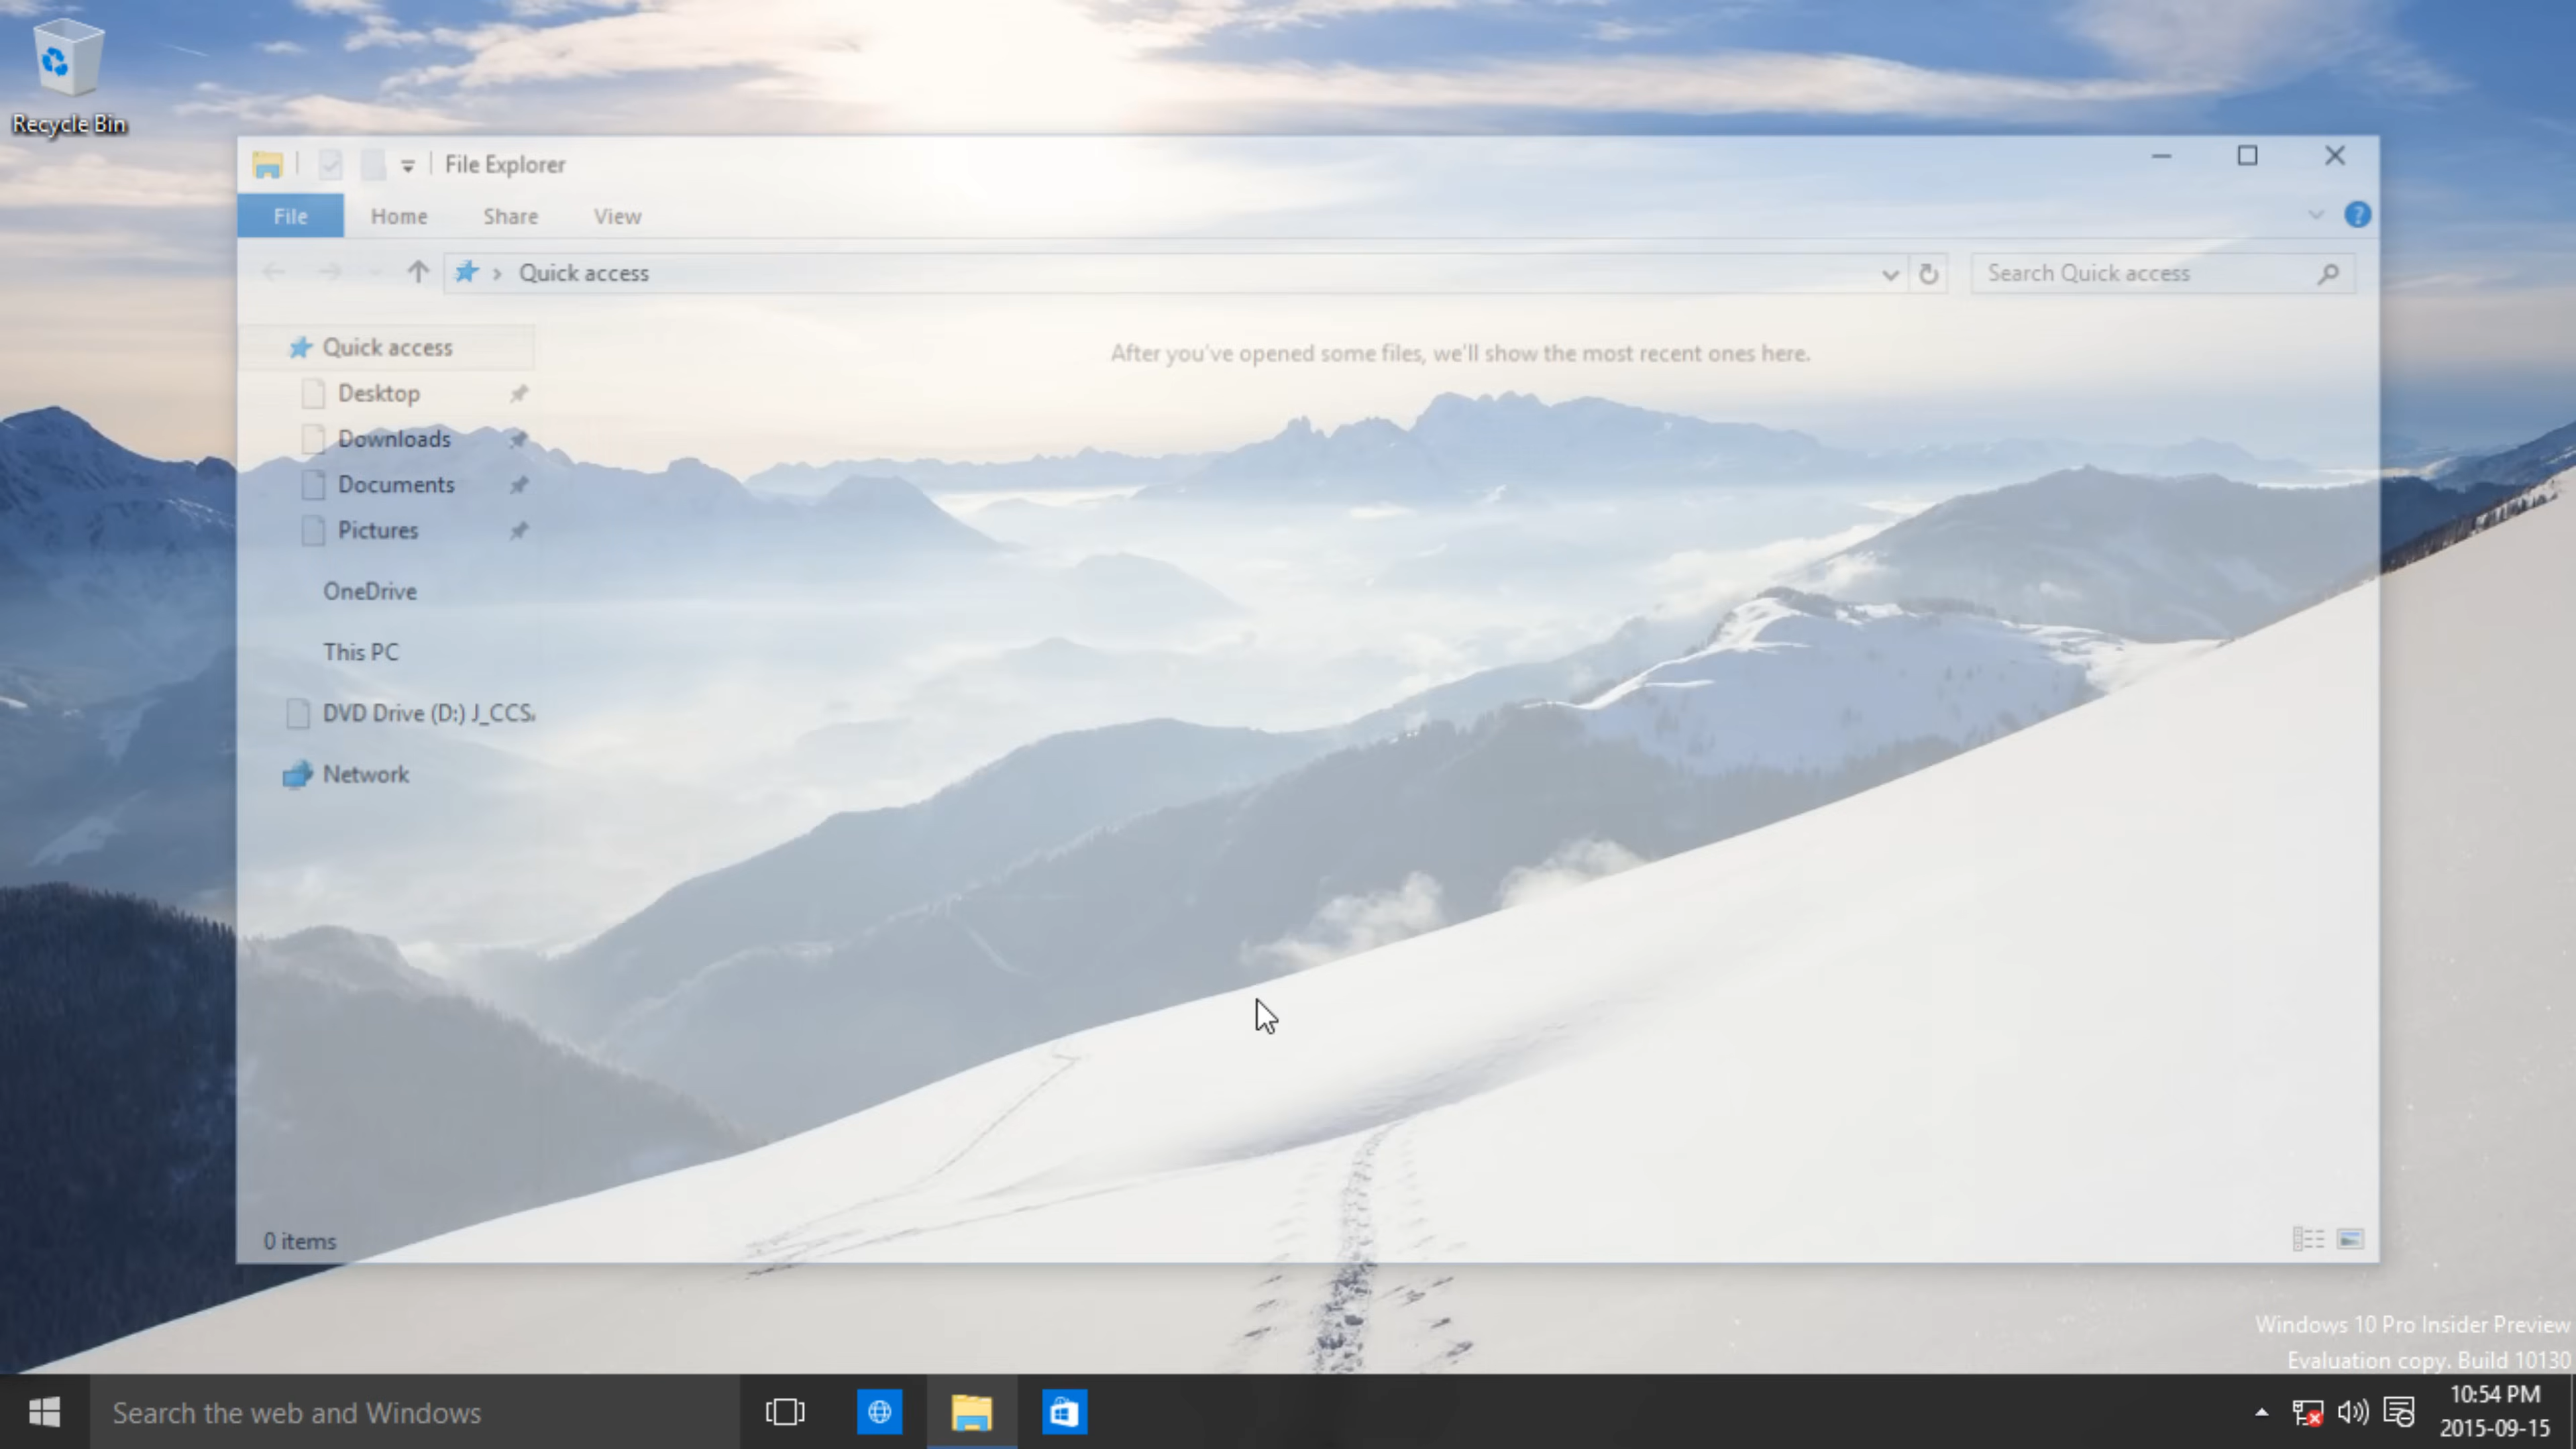 Recycle Bin
File Explorer
File Home Share View
Quick access
Search Quick access
Quick access
After you've opened some files, we'll show the most recent ones here.
Desktop
Downloads
Documents
Pictures
OneDrive
This PC
DVD Drive (D:) J_CCSA
Network
0 items
Windows 10 Pro Insider Preview
Evaluation copy. Build 10130
Search the web and Windows
10:54 PM
2015-09-15